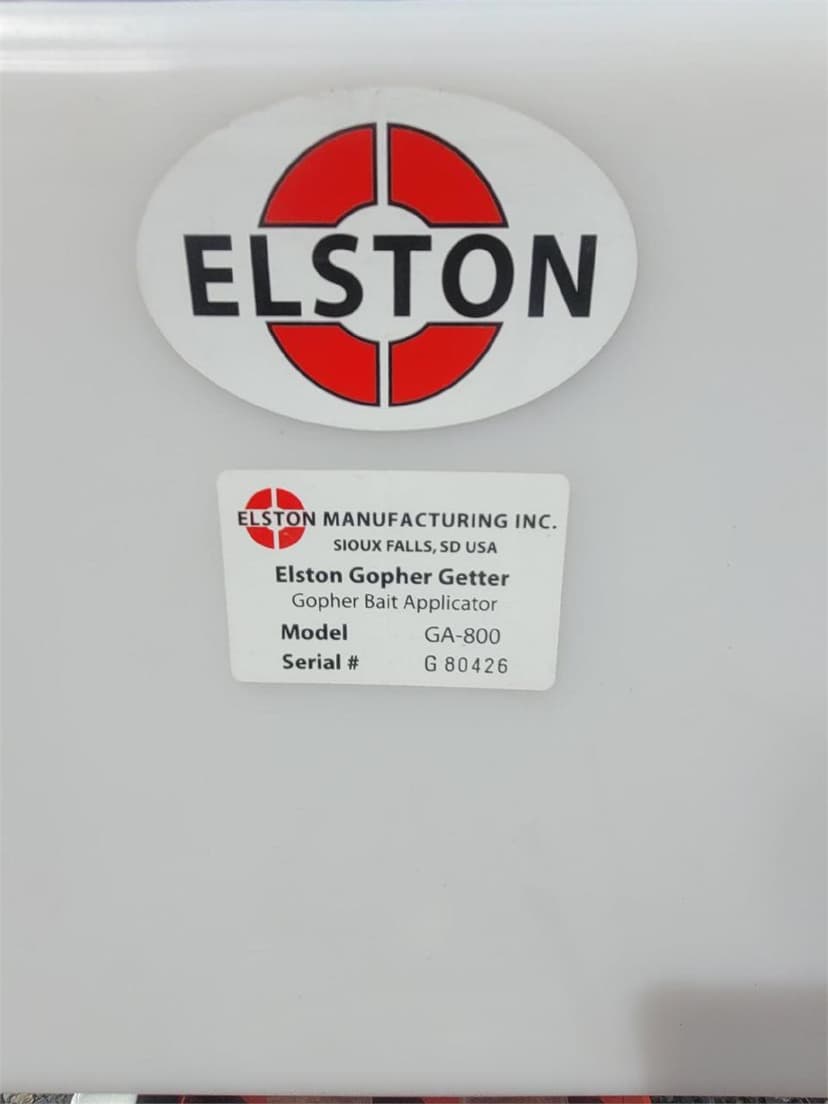 ELSTON
ELSTON MANUFACTURING INC.
SIOUX FALLS, SD USA
Elston Gopher Getter
Gopher Bait Applicator
Model GA-800
Serial # G 80426